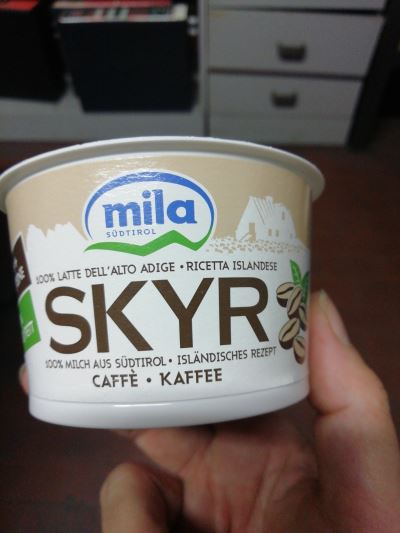 mila
SÜDTIROL
100% LATTE DELL'ALTO ADIGE • RICETTA ISLANDESE
SKYR
100% MILCH AUS SÜDTIROL • ISLÄNDISCHES REZEPT
CAFFÈ • KAFFEE